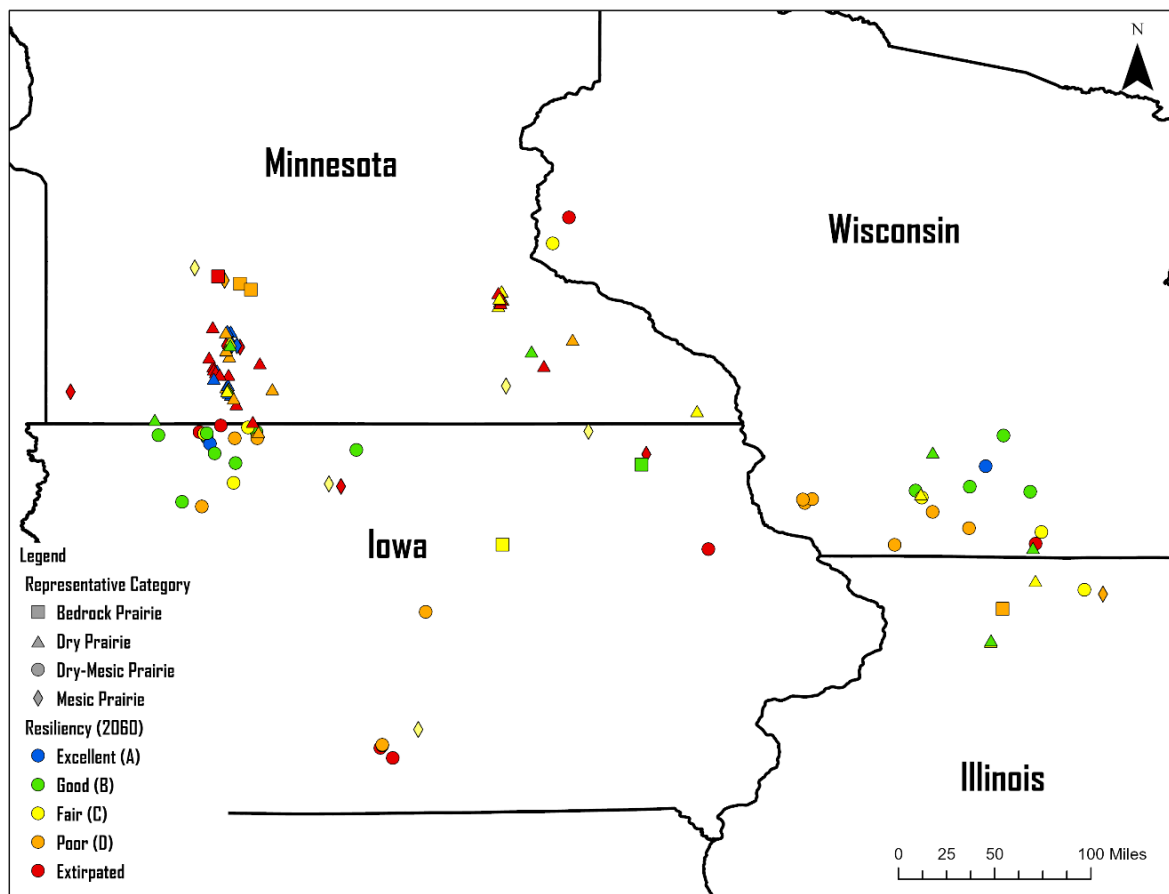 N
Minnesota
Wisconsin
Iowa
Illinois
Legend
Representative Category
Bedrock Prairie
Dry Prairie
Dry-Mesic Prairie
Mesic Prairie
Resiliency (2060)
Excellent (A)
Good (B)
Fair (C)
Poor (D)
Extirpated
0 25 50 100 Miles